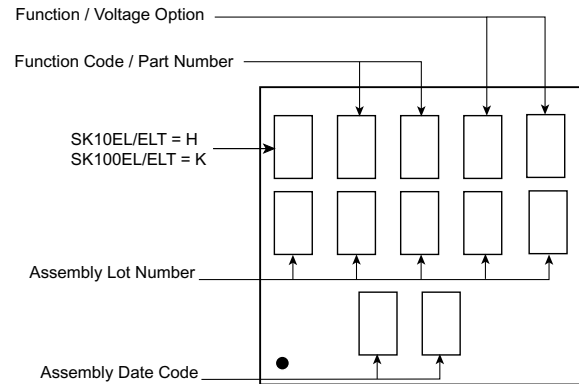 Function / Voltage Option
Function Code / Part Number
SK10EL/ELT = H
SK100EL/ELT = K
Assembly Lot Number
Assembly Date Code